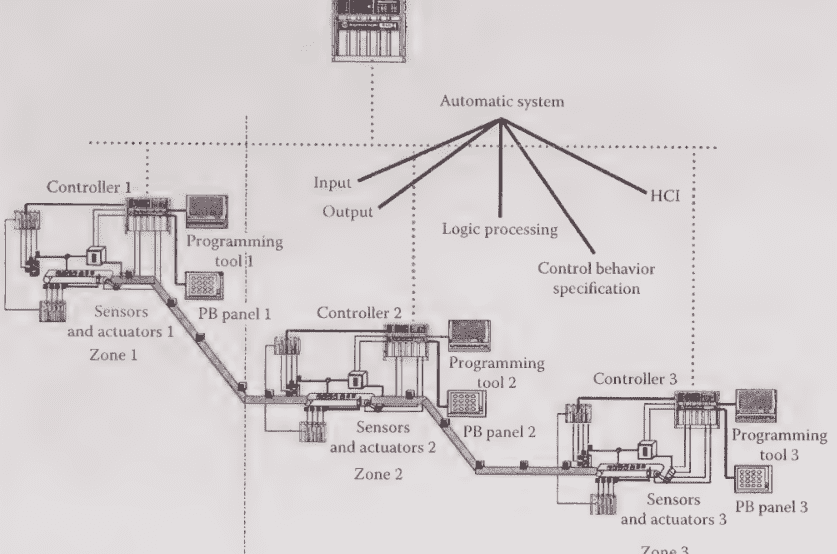 Automatic system
Input
Output
Logic processing
Control behavior
specification
HCI
Controller 1
Programming
tool 1
PB panel 1
Sensors
and actuators 1
Zone 1
Controller 2
Programming
tool 2
PB panel 2
Sensors
and actuators 2
Zone 2
Controller 3
Programming
tool 3
PB panel 3
Sensors
and actuators 3
Zone 3